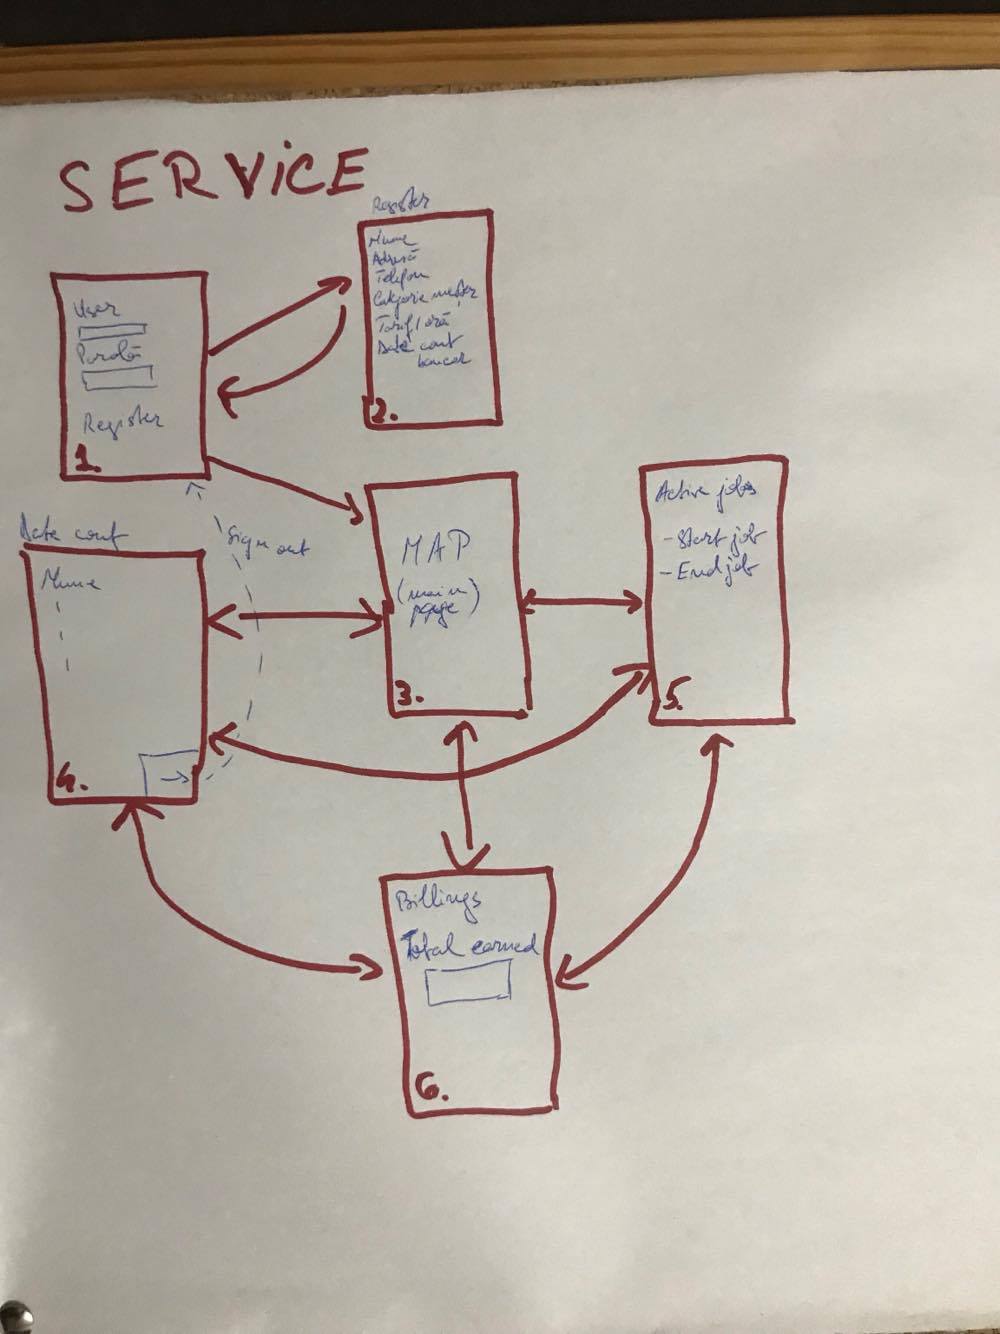 SERViCE
Register
Nume
Adresă
Telefon
Categorie meșter
Tarif/oră
Date cont
bancar
2.
User
Parolă
Register
1.
Sign out
Date cont
Nume
4.
MAP
(main
page)
3.
Active jobs
- Start job
- End job
5.
Billings
Total earned
6.